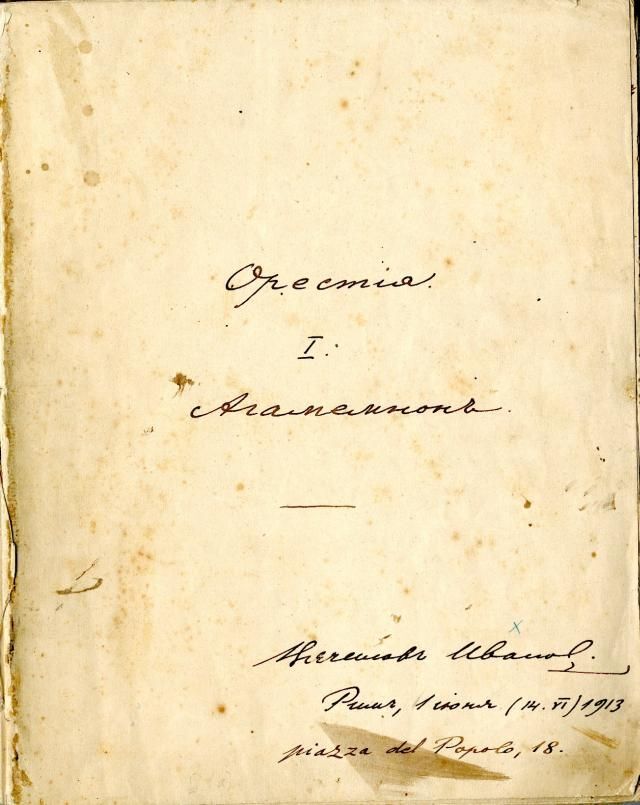 Орестія.
I.
Агамемнонъ.
Вячеславъ Ивановъ.
Римъ, 1 іюня (14. VI) 1913
piazza del Popolo, 18.